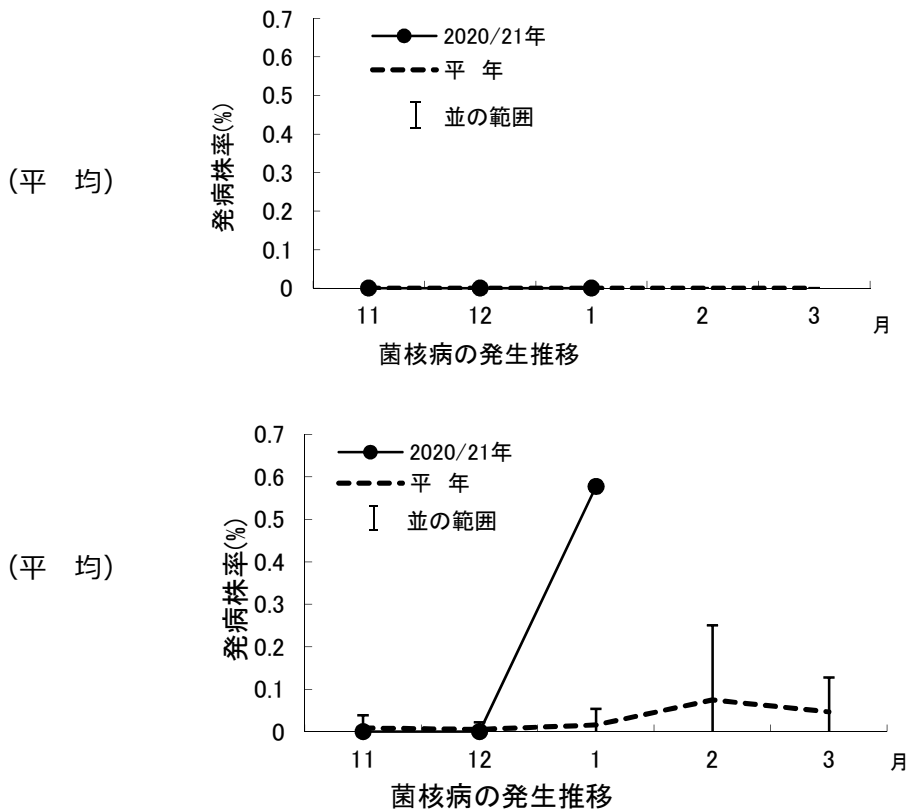 0.7
0.6
0.5
0.4
0.3
0.2
0.1
0
2020/21年
平 年
並の範囲
発病株率(%)
(平 均)
11 12 1 2 3 月
菌核病の発生推移
0.7
0.6
0.5
0.4
0.3
0.2
0.1
0
2020/21年
平 年
並の範囲
発病株率(%)
(平 均)
11 12 1 2 3 月
菌核病の発生推移